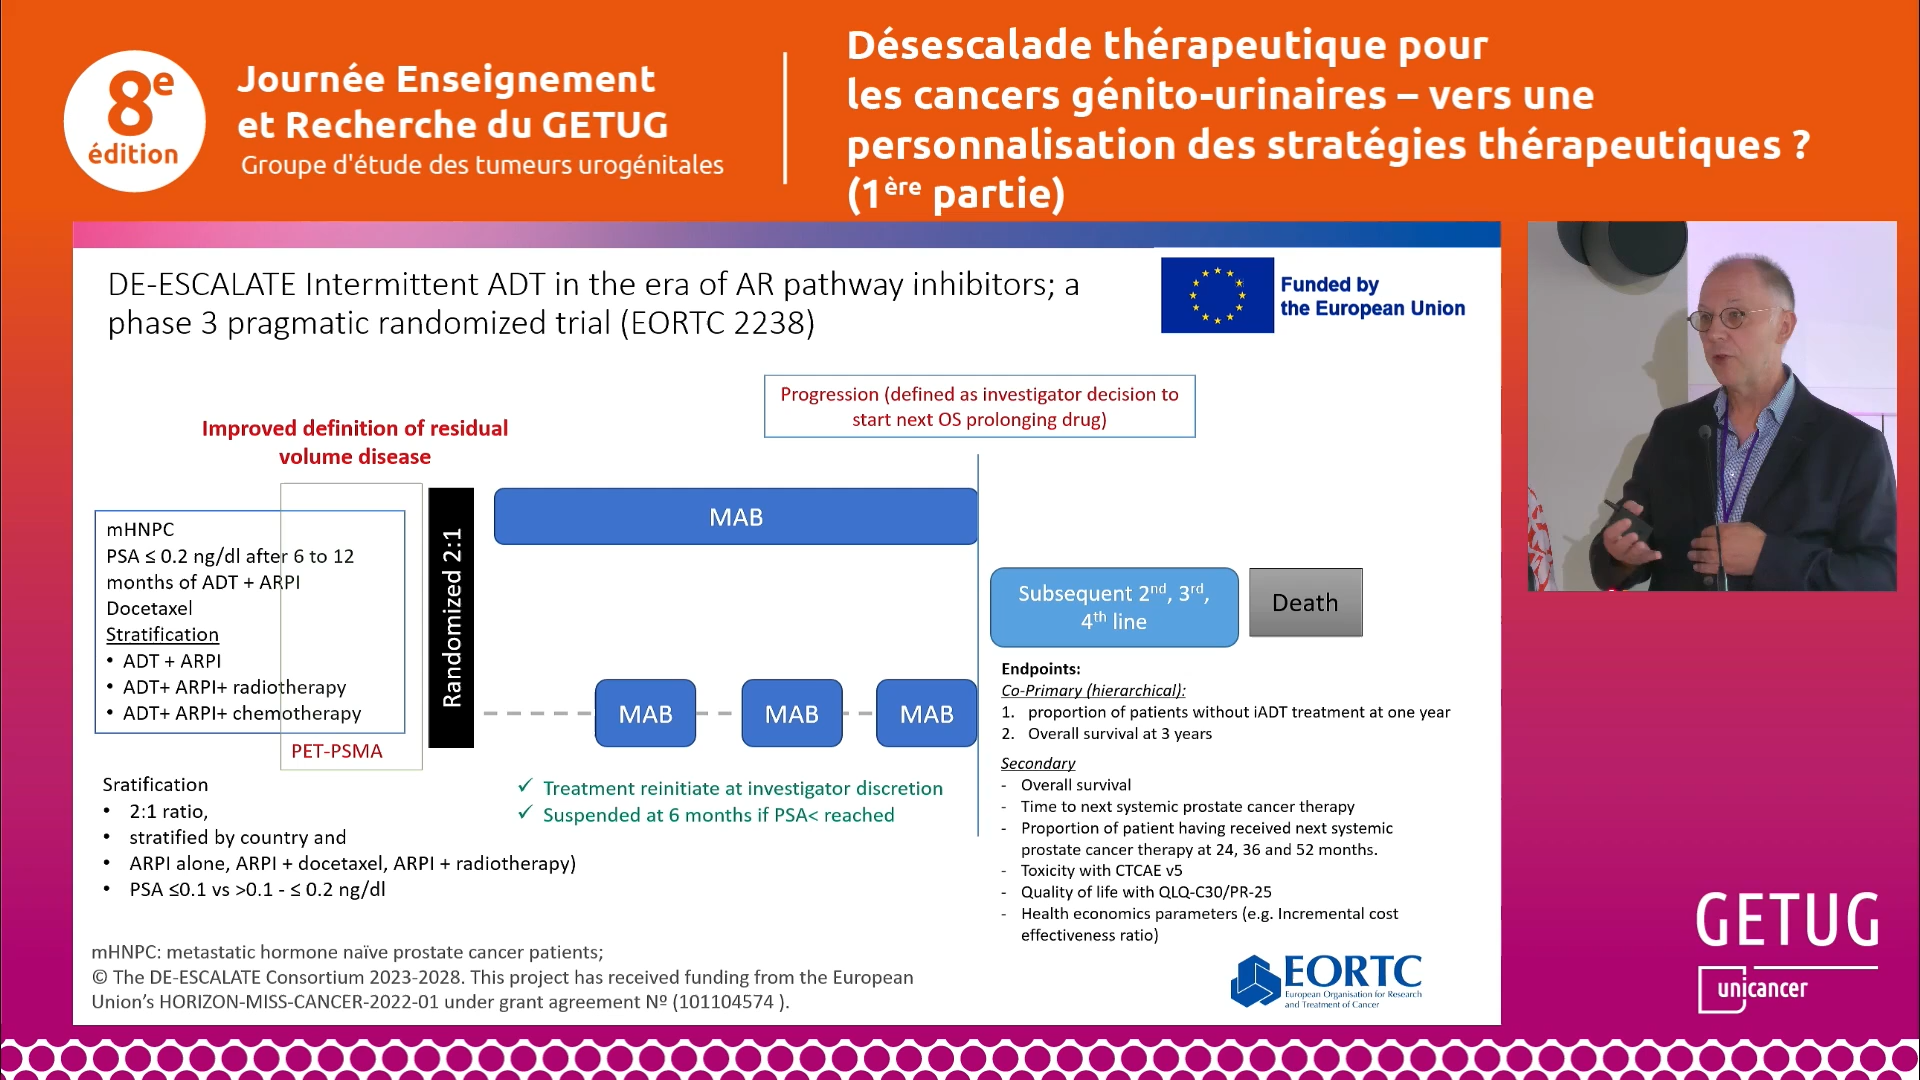 8e
édition
Journée Enseignement
et Recherche du GETUG
Groupe d'étude des tumeurs urogénitales
Désescalade thérapeutique pour
les cancers génito-urinaires – vers une
personnalisation des stratégies thérapeutiques ?
(1ère partie)
DE-ESCALATE Intermittent ADT in the era of AR pathway inhibitors; a
phase 3 pragmatic randomized trial (EORTC 2238)
Funded by
the European Union
Progression (defined as investigator decision to
start next OS prolonging drug)
Improved definition of residual
volume disease
mHNPC
PSA ≤ 0.2 ng/dl after 6 to 12
months of ADT + ARPI
Docetaxel
Stratification
• ADT + ARPI
• ADT+ ARPI+ radiotherapy
• ADT+ ARPI+ chemotherapy
PET-PSMA
Randomized 2:1
MAB
MAB
MAB
MAB
Subsequent 2nd, 3rd,
4th line
Death
✓ Treatment reinitiate at investigator discretion
✓ Suspended at 6 months if PSA< reached
Sratification
• 2:1 ratio,
• stratified by country and
• ARPI alone, ARPI + docetaxel, ARPI + radiotherapy)
• PSA ≤0.1 vs >0.1 - ≤ 0.2 ng/dl
Endpoints:
Co-Primary (hierarchical):
1. proportion of patients without iADT treatment at one year
2. Overall survival at 3 years
Secondary
- Overall survival
- Time to next systemic prostate cancer therapy
- Proportion of patient having received next systemic
prostate cancer therapy at 24, 36 and 52 months.
- Toxicity with CTCAE v5
- Quality of life with QLQ-C30/PR-25
- Health economics parameters (e.g. Incremental cost
effectiveness ratio)
mHNPC: metastatic hormone naïve prostate cancer patients;
© The DE-ESCALATE Consortium 2023-2028. This project has received funding from the European
Union's HORIZON-MISS-CANCER-2022-01 under grant agreement Nº (101104574 ).
EORTC
European Organisation for Research
and Treatment of Cancer
GETUG
unicancer